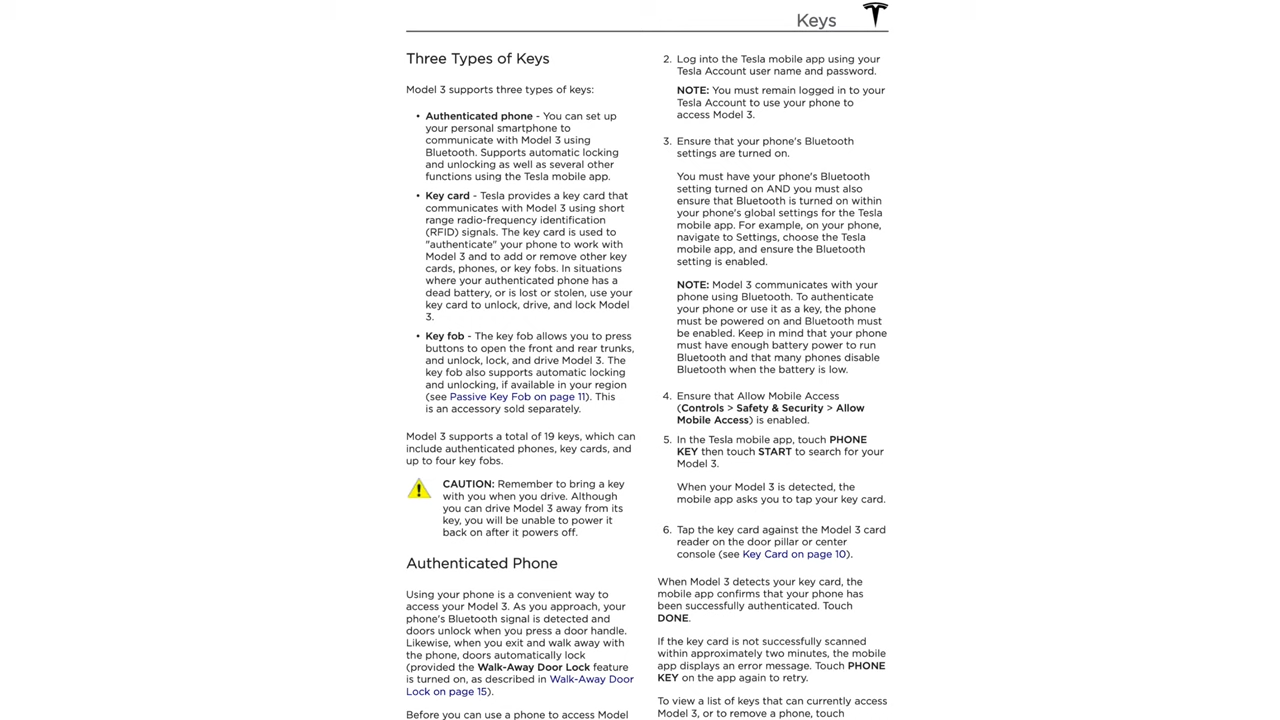 Keys
Three Types of Keys
Model 3 supports three types of keys:
• Authenticated phone - You can set up
your personal smartphone to
communicate with Model 3 using
Bluetooth. Supports automatic locking
and unlocking as well as several other
functions using the Tesla mobile app.
• Key card - Tesla provides a key card that
communicates with Model 3 using short
range radio-frequency identification
(RFID) signals. The key card is used to
"authenticate" your phone to work with
Model 3 and to add or remove other key
cards, phones, or key fobs. In situations
where your authenticated phone has a
dead battery, or is lost or stolen, use your
key card to unlock, drive, and lock Model
3.
• Key fob - The key fob allows you to press
buttons to open the front and rear trunks,
and unlock, lock, and drive Model 3. The
key fob also supports automatic locking
and unlocking, if available in your region
(see Passive Key Fob on page 11). This
is an accessory sold separately.
Model 3 supports a total of 19 keys, which can
include authenticated phones, key cards, and
up to four key fobs.
CAUTION: Remember to bring a key
with you when you drive. Although
you can drive Model 3 away from its
key, you will be unable to power it
back on after it powers off.
Authenticated Phone
Using your phone is a convenient way to
access your Model 3. As you approach, your
phone's Bluetooth signal is detected and
doors unlock when you press a door handle.
Likewise, when you exit and walk away with
the phone, doors automatically lock
(provided the Walk-Away Door Lock feature
is turned on, as described in Walk-Away Door
Lock on page 15).
Before you can use a phone to access Model
2. Log into the Tesla mobile app using your
Tesla Account user name and password.
NOTE: You must remain logged in to your
Tesla Account to use your phone to
access Model 3.
3. Ensure that your phone's Bluetooth
settings are turned on.
You must have your phone's Bluetooth
setting turned on AND you must also
ensure that Bluetooth is turned on within
your phone's global settings for the Tesla
mobile app. For example, on your phone,
navigate to Settings, choose the Tesla
mobile app, and ensure the Bluetooth
setting is enabled.
NOTE: Model 3 communicates with your
phone using Bluetooth. To authenticate
your phone or use it as a key, the phone
must be powered on and Bluetooth must
be enabled. Keep in mind that your phone
must have enough battery power to run
Bluetooth and that many phones disable
Bluetooth when the battery is low.
4. Ensure that Allow Mobile Access
(Controls > Safety & Security > Allow
Mobile Access) is enabled.
5. In the Tesla mobile app, touch PHONE
KEY then touch START to search for your
Model 3.
When your Model 3 is detected, the
mobile app asks you to tap your key card.
6. Tap the key card against the Model 3 card
reader on the door pillar or center
console (see Key Card on page 10).
When Model 3 detects your key card, the
mobile app confirms that your phone has
been successfully authenticated. Touch
DONE.
If the key card is not successfully scanned
within approximately two minutes, the mobile
app displays an error message. Touch PHONE
KEY on the app again to retry.
To view a list of keys that can currently access
Model 3, or to remove a phone, touch